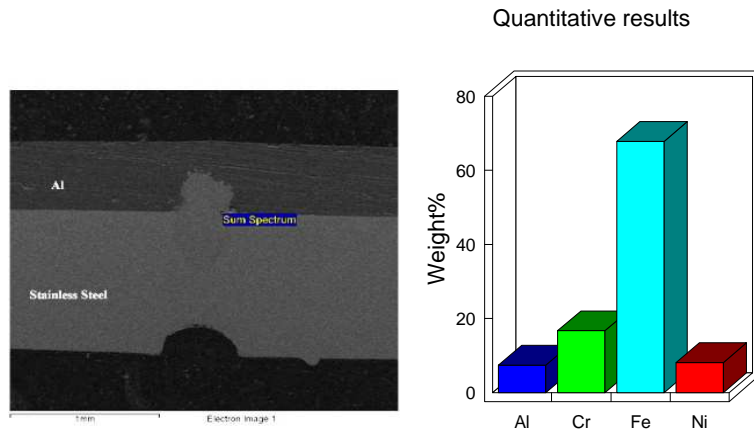 Quantitative results
Al
Sum Spectrum
Stainless Steel
1mm
Electron Image 1
Weight%
80
60
40
20
0
Al Cr Fe Ni